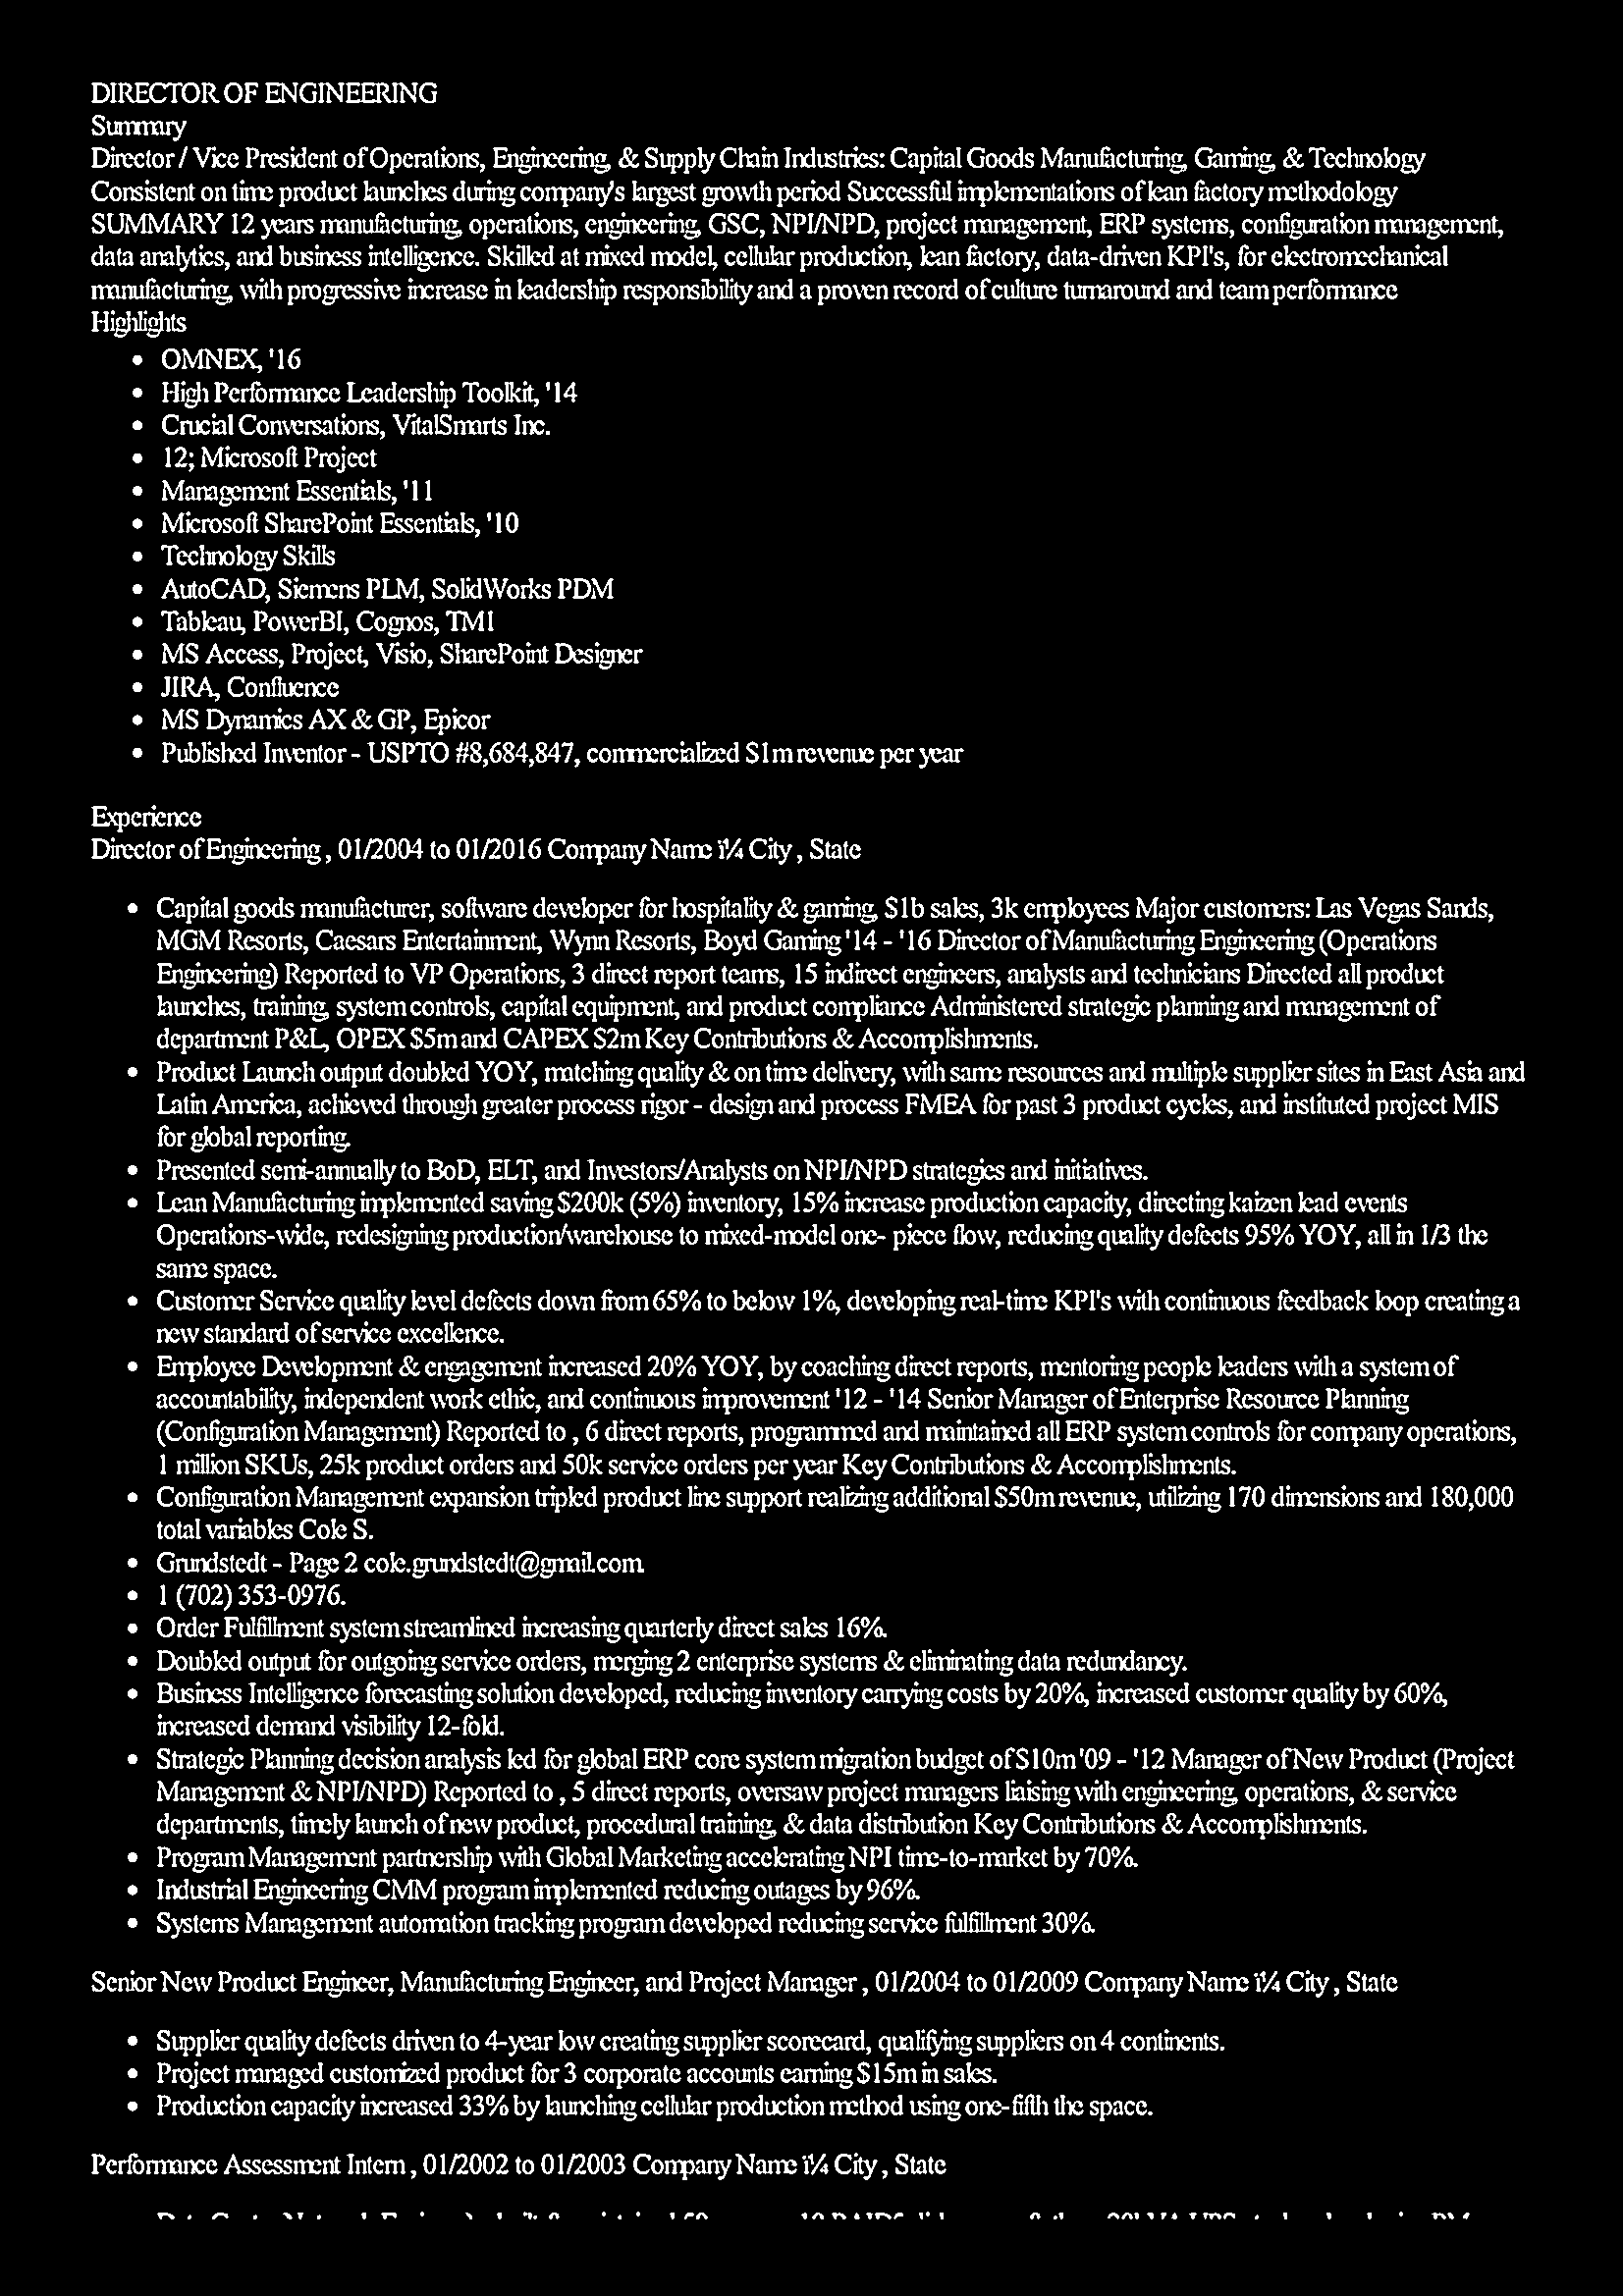 DIRECTOR OF ENGINEERING
Summary
Director / Vice President of Operations, Engineering, & Supply Chain Industries: Capital Goods Manufacturing, Gaming, & Technology
Consistent on time product launches during company's largest growth period Successful implementations of lean factory methodology
SUMMARY 12 years manufacturing, operations, engineering, GSC, NPI/NPD, project management, ERP systems, configuration management,
data analytics, and business intelligence. Skilled at mixed model, cellular production, lean factory, data-driven KPI's, for electromechanical
manufacturing, with progressive increase in leadership responsibility and a proven record of culture turnaround and team performance
Highlights
• OMNEX, '16
• High Performance Leadership Toolkit, '14
• Crucial Conversations, VitalSmarts Inc.
• 12; Microsoft Project
• Management Essentials, '11
• Microsoft SharePoint Essentials, '10
• Technology Skills
• AutoCAD, Siemens PLM, SolidWorks PDM
• Tableau, PowerBI, Cognos, TM1
• MS Access, Project, Visio, SharePoint Designer
• JIRA, Confluence
• MS Dynamics AX & GP, Epicor
• Published Inventor - USPTO #8,684,847, commercialized $1m revenue per year
Experience
Director of Engineering , 01/2004 to 01/2016 Company Name ï¼ City , State
• Capital goods manufacturer, software developer for hospitality & gaming, $1b sales, 3k employees Major customers: Las Vegas Sands,
MGM Resorts, Caesars Entertainment, Wynn Resorts, Boyd Gaming '14 - '16 Director of Manufacturing Engineering (Operations
Engineering) Reported to VP Operations, 3 direct report teams, 15 indirect engineers, analysts and technicians Directed all product
launches, training, system controls, capital equipment, and product compliance Administered strategic planning and management of
department P&L, OPEX $5m and CAPEX $2m Key Contributions & Accomplishments.
• Product Launch output doubled YOY, matching quality & on time delivery, with same resources and multiple supplier sites in East Asia and
Latin America, achieved through greater process rigor - design and process FMEA for past 3 product cycles, and instituted project MIS
for global reporting.
• Presented semi-annually to BoD, ELT, and Investors/Analysts on NPI/NPD strategies and initiatives.
• Lean Manufacturing implemented saving $200k (5%) inventory, 15% increase production capacity, directing kaizen lead events
Operations-wide, redesigning production/warehouse to mixed-model one- piece flow, reducing quality defects 95% YOY, all in 1/3 the
same space.
• Customer Service quality level defects down from 65% to below 1%, developing real-time KPI's with continuous feedback loop creating a
new standard of service excellence.
• Employee Development & engagement increased 20% YOY, by coaching direct reports, mentoring people leaders with a system of
accountability, independent work ethic, and continuous improvement '12 - '14 Senior Manager of Enterprise Resource Planning
(Configuration Management) Reported to , 6 direct reports, programmed and maintained all ERP system controls for company operations,
1 million SKUs, 25k product orders and 50k service orders per year Key Contributions & Accomplishments.
• Configuration Management expansion tripled product line support realizing additional $50m revenue, utilizing 170 dimensions and 180,000
total variables Cole S.
• Grundstedt - Page 2 cole.grundstedt@gmail.com
• 1 (702) 353-0976.
• Order Fulfillment system streamlined increasing quarterly direct sales 16%.
• Doubled output for outgoing service orders, merging 2 enterprise systems & eliminating data redundancy.
• Business Intelligence forecasting solution developed, reducing inventory carrying costs by 20%, increased customer quality by 60%,
increased demand visibility 12-fold.
• Strategic Planning decision analysis led for global ERP core system migration budget of $10m '09 - '12 Manager of New Product (Project
Management & NPI/NPD) Reported to , 5 direct reports, oversaw project managers liaising with engineering, operations, & service
departments, timely launch of new product, procedural training, & data distribution Key Contributions & Accomplishments.
• Program Management partnership with Global Marketing accelerating NPI time-to-market by 70%.
• Industrial Engineering CMM program implemented reducing outages by 96%.
• Systems Management automation tracking program developed reducing service fulfillment 30%.
Senior New Product Engineer, Manufacturing Engineer, and Project Manager , 01/2004 to 01/2009 Company Name ï¼ City , State
• Supplier quality defects driven to 4-year low creating supplier scorecard, qualifying suppliers on 4 continents.
• Project managed customized product for 3 corporate accounts earning $15m in sales.
• Production capacity increased 33% by launching cellular production method using one-fifth the space.
Performance Assessment Intern , 01/2002 to 01/2003 Company Name ï¼ City , State